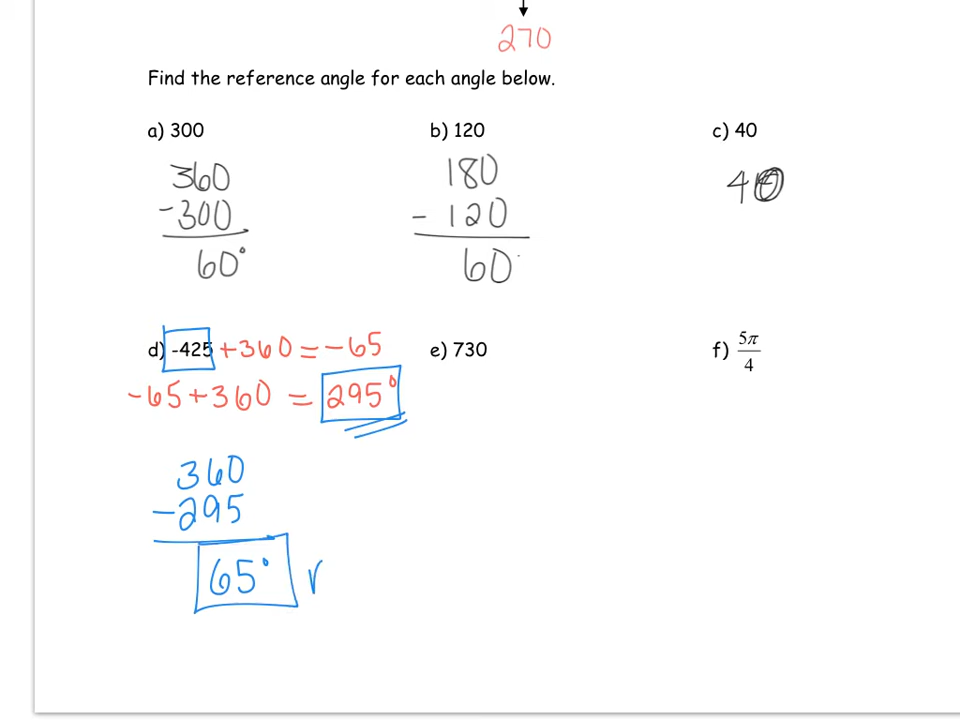 270
Find the reference angle for each angle below.
a) 300
b) 120
c) 40
360
-300
60°
180
- 120
60
40
d) -425 +360 = -65
-65+360 = 295°
360
-295
65° r
e) 730
f) 5π/4